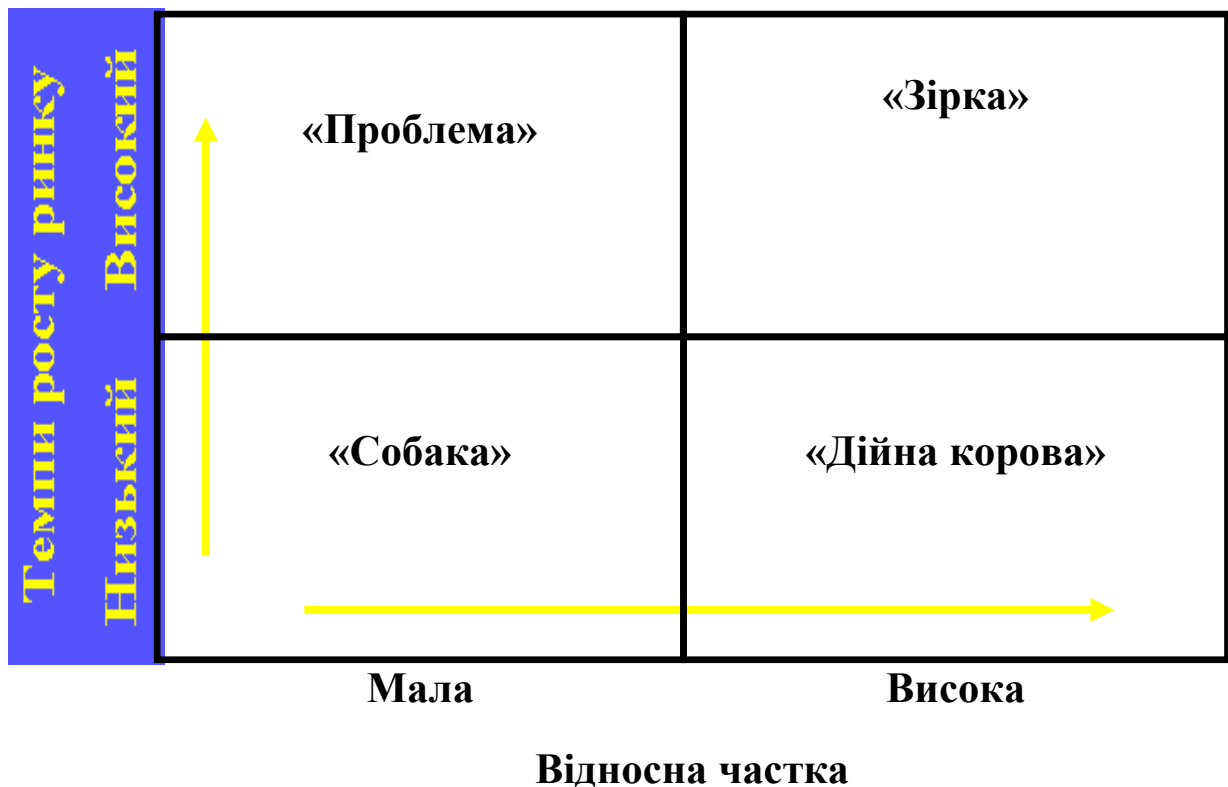 Темпи росту ринку
Низький Високий
«Проблема»
«Зірка»
«Собака»
«Дійна корова»
Мала
Висока
Відносна частка